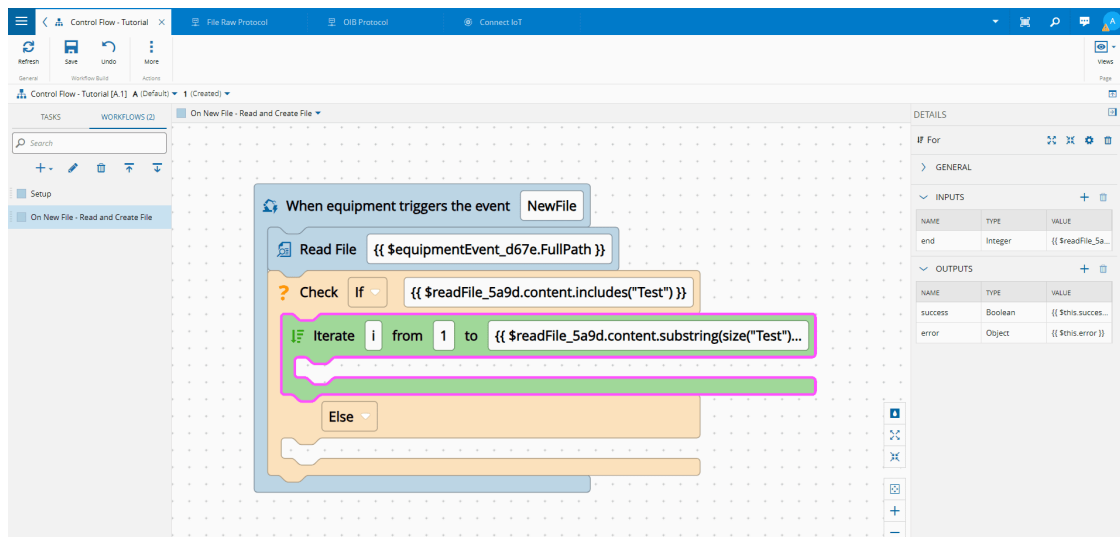 Control Flow - Tutorial
File Raw Protocol
OIB Protocol
Connect IoT
A
Refresh
Save
Undo
More
Views
General
Workflow Build
Actions
Page
Control Flow - Tutorial [A.1] A (Default) 1 (Created)
TASKS
WORKFLOWS (2)
Search
Setup
On New File - Read and Create File
On New File - Read and Create File
When equipment triggers the event NewFile
Read File {{ $equipmentEvent_d67e.FullPath }}
? Check If {{ $readFile_5a9d.content.includes("Test") }}
Iterate i from 1 to {{ $readFile_5a9d.content.substring(size("Test")...
Else
DETAILS
For
GENERAL
INPUTS
NAME TYPE VALUE
end Integer {{ $readFile_5a...
OUTPUTS
NAME TYPE VALUE
success Boolean {{ $this.succes...
error Object {{ $this.error }}